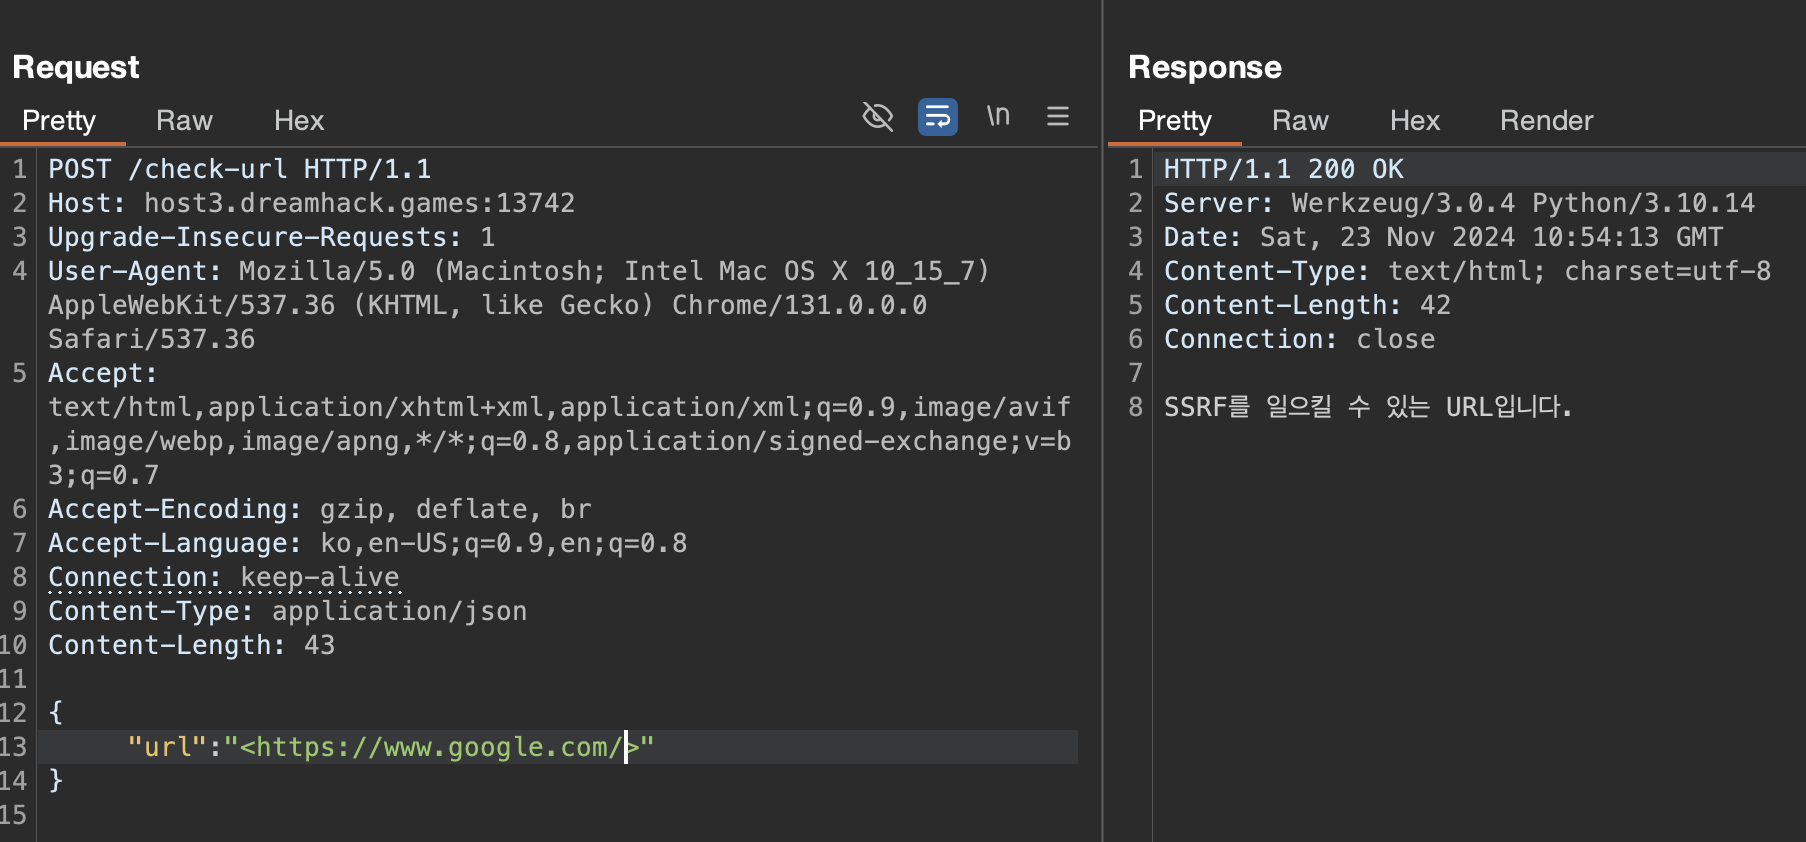 Request
Pretty Raw Hex \n
1 POST /check-url HTTP/1.1
2 Host: host3.dreamhack.games:13742
3 Upgrade-Insecure-Requests: 1
4 User-Agent: Mozilla/5.0 (Macintosh; Intel Mac OS X 10_15_7)
AppleWebKit/537.36 (KHTML, like Gecko) Chrome/131.0.0.0
Safari/537.36
5 Accept:
text/html,application/xhtml+xml,application/xml;q=0.9,image/avif
,image/webp,image/apng,*/*;q=0.8,application/signed-exchange;v=b
3;q=0.7
6 Accept-Encoding: gzip, deflate, br
7 Accept-Language: ko,en-US;q=0.9,en;q=0.8
8 Connection: keep-alive
9 Content-Type: application/json
10 Content-Length: 43
11
12 {
13 "url":"<https://www.google.com/>"
14 }
15
Response
Pretty Raw Hex Render
1 HTTP/1.1 200 OK
2 Server: Werkzeug/3.0.4 Python/3.10.14
3 Date: Sat, 23 Nov 2024 10:54:13 GMT
4 Content-Type: text/html; charset=utf-8
5 Content-Length: 42
6 Connection: close
7
8 SSRF를 일으킬 수 있는 URL입니다.